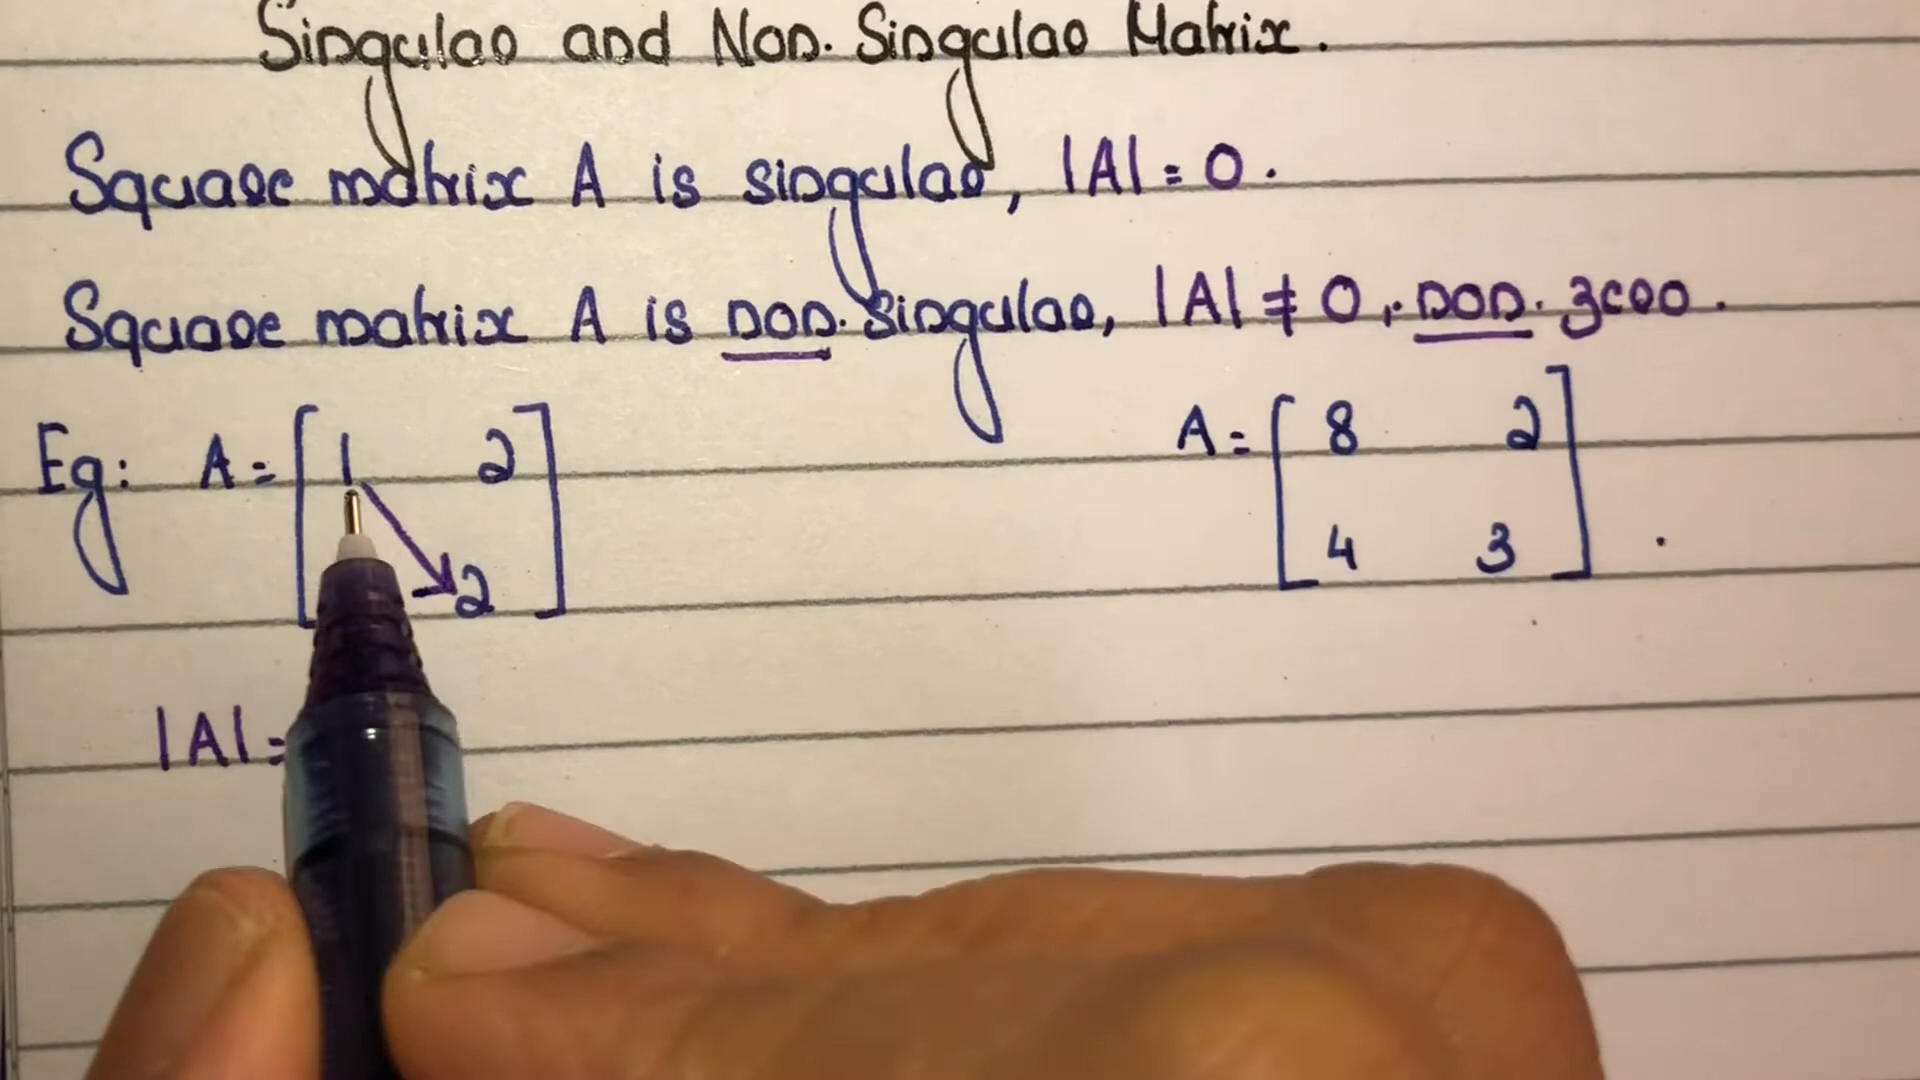 Singular and Non. Singular Matrix.
Square matrix A is singular, |A| = 0.
Square matrix A is non. singular, |A| ≠ 0, non. zero.
Eg: A = [ 1 2
2 ]
A = [ 8 2
4 3 ] .
|A| =